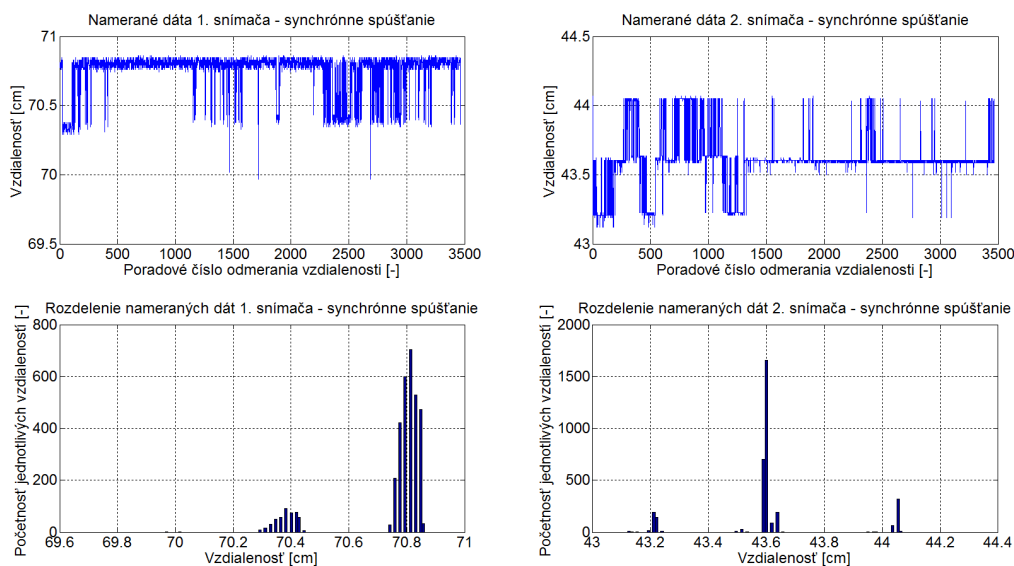 Namerané dáta 1. snímača - synchrónne spúšťanie
Vzdialenosť [cm]
71
70.5
70
69.5
0 500 1000 1500 2000 2500 3000 3500
Poradové číslo odmerania vzdialenosti [-]
Namerané dáta 2. snímača - synchrónne spúšťanie
Vzdialenosť [cm]
44.5
44
43.5
43
0 500 1000 1500 2000 2500 3000 3500
Poradové číslo odmerania vzdialenosti [-]
Rozdelenie nameraných dát 1. snímača - synchrónne spúšťanie
Početnosť jednotlivých vzdialeností [-]
800
600
400
200
0
69.6 69.8 70 70.2 70.4 70.6 70.8 71
Vzdialenosť [cm]
Rozdelenie nameraných dát 2. snímača - synchrónne spúšťanie
Početnosť jednotlivých vzdialeností [-]
2000
1500
1000
500
0
43 43.2 43.4 43.6 43.8 44 44.2 44.4
Vzdialenosť [cm]